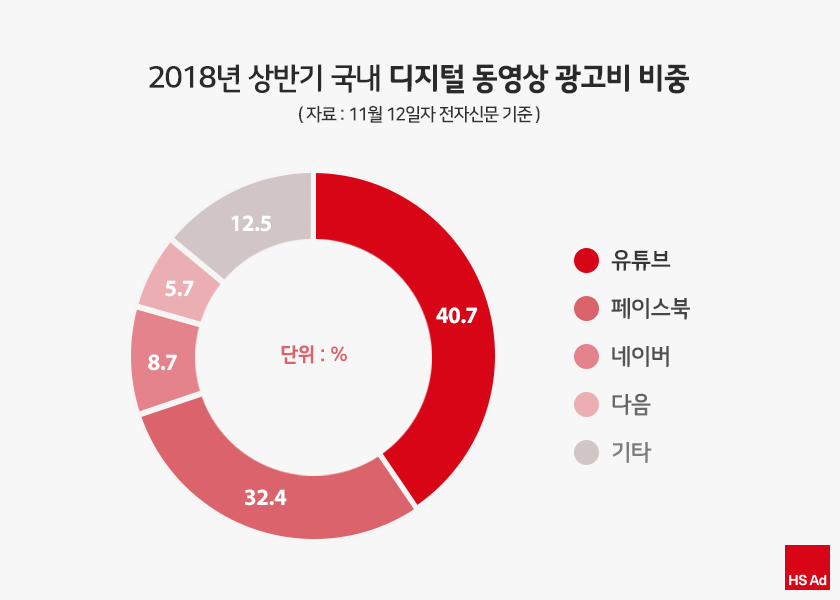 2018년 상반기 국내 디지털 동영상 광고비 비중
( 자료 : 11월 12일자 전자신문 기준 )
12.5
5.7
40.7
8.7
단위 : %
32.4
유튜브
페이스북
네이버
다음
기타
HS Ad